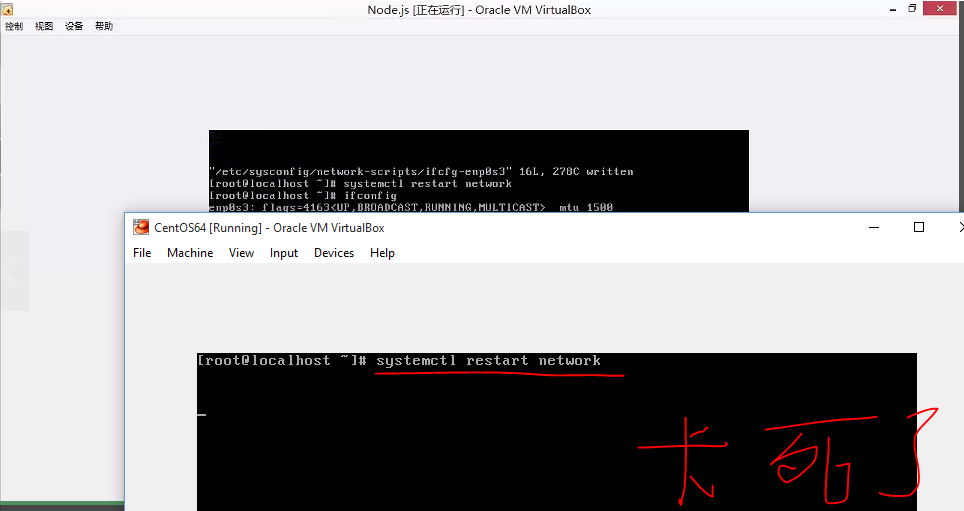 Node.js [正在运行] - Oracle VM VirtualBox
控制 视图 设备 帮助
"/etc/sysconfig/network-scripts/ifcfg-enp0s3" 16L, 278C written
[root@localhost ~]# systemctl restart network
[root@localhost ~]# ifconfig
enp0s3: flags=4163<UP,BROADCAST,RUNNING,MULTICAST>  mtu 1500
CentOS64 [Running] - Oracle VM VirtualBox
File Machine View Input Devices Help
[root@localhost ~]# systemctl restart network
卡死了